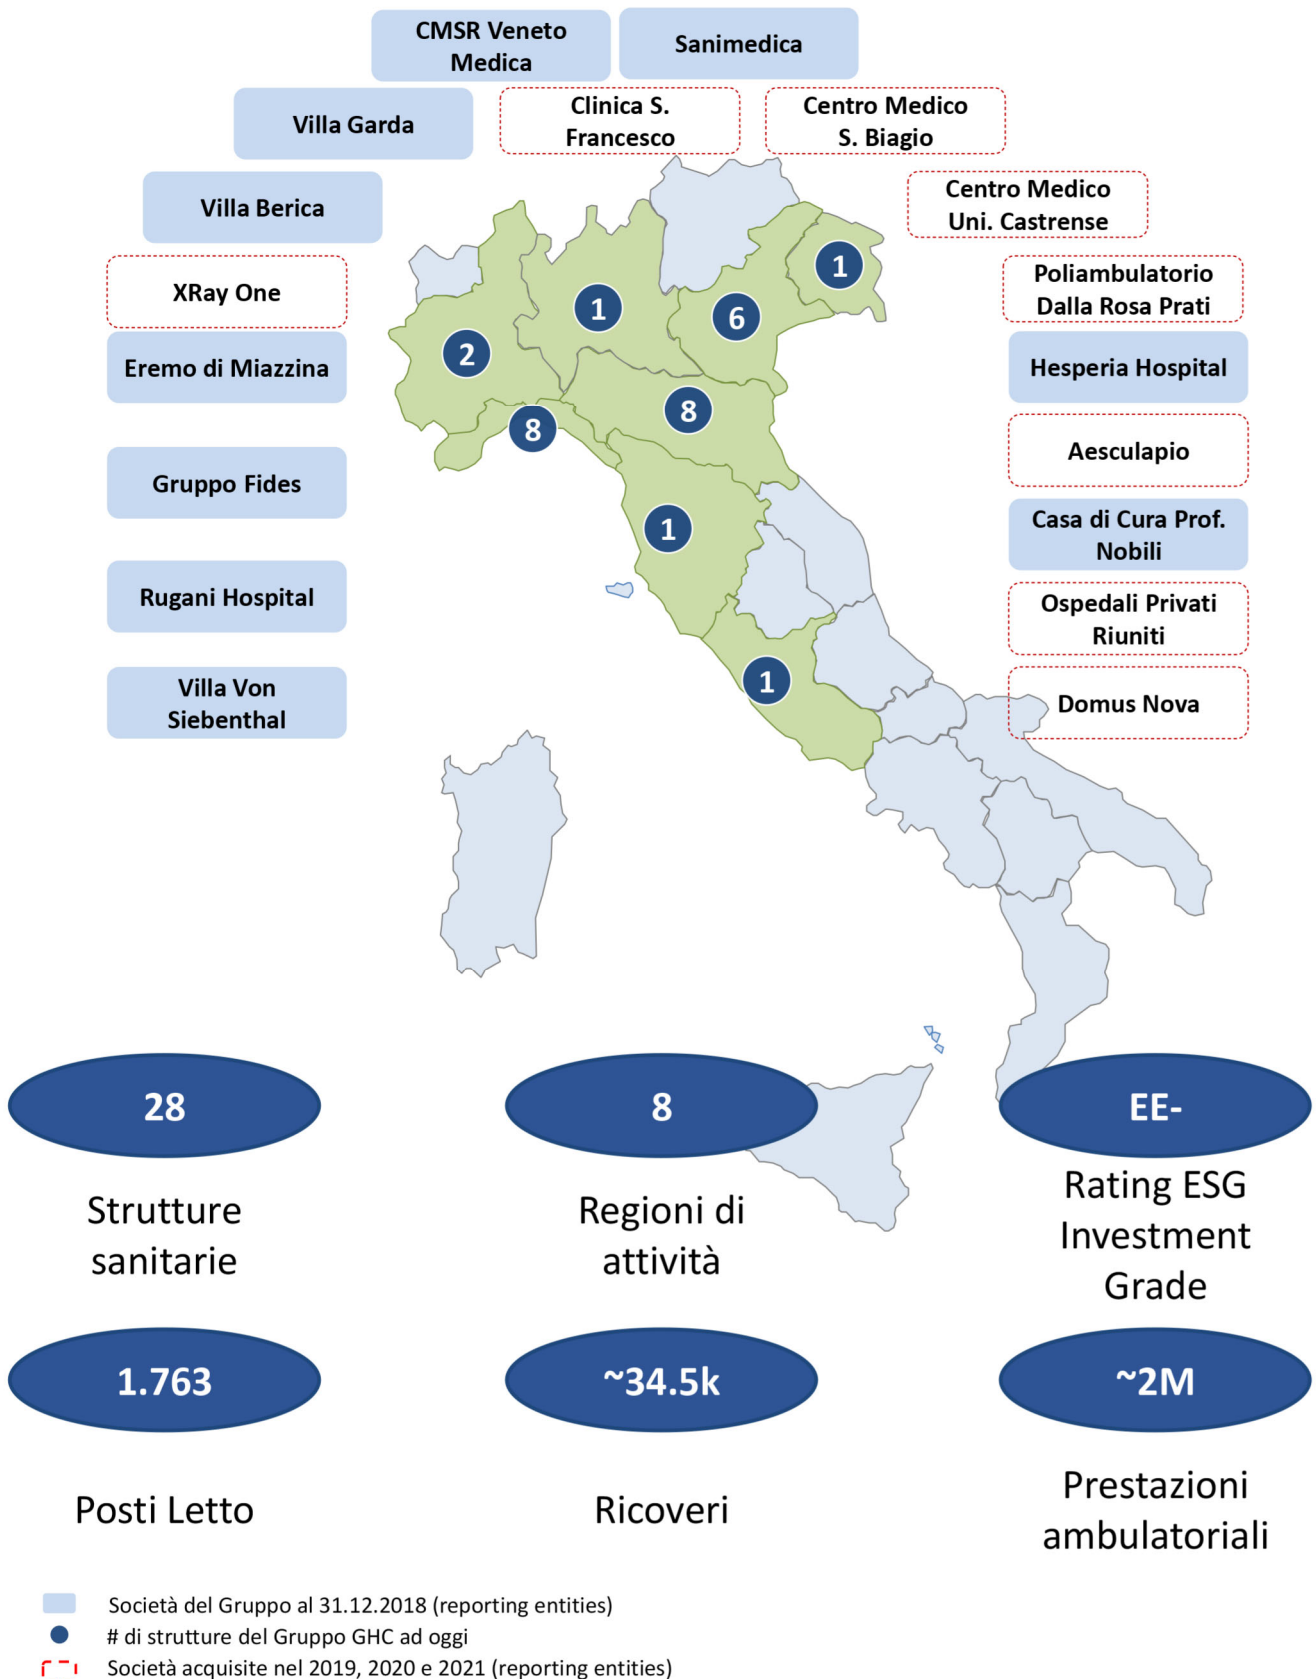 CMSR Veneto
Medica
Sanimedica
Villa Garda
Clinica S.
Francesco
Centro Medico
S. Biagio
Villa Berica
Centro Medico
Uni. Castrense
XRay One
Poliambulatorio
Dalla Rosa Prati
Eremo di Miazzina
Hesperia Hospital
Gruppo Fides
Aesculapio
Casa di Cura Prof.
Nobili
Rugani Hospital
Ospedali Privati
Riuniti
Villa Von
Siebenthal
Domus Nova
1
1
6
2
8
8
1
1
28
Strutture
sanitarie
8
Regioni di
attività
EE-
Rating ESG
Investment
Grade
1.763
Posti Letto
~34.5k
Ricoveri
~2M
Prestazioni
ambulatoriali
Società del Gruppo al 31.12.2018 (reporting entities)
# di strutture del Gruppo GHC ad oggi
Società acquisite nel 2019, 2020 e 2021 (reporting entities)